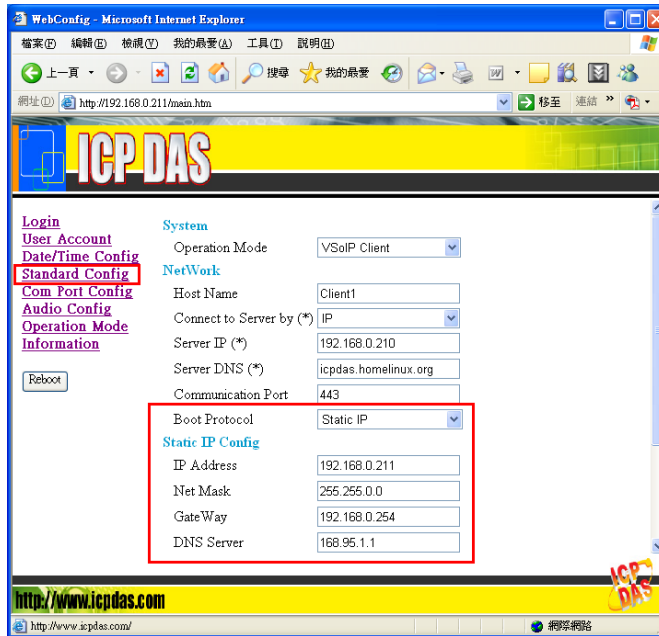 WebConfig - Microsoft Internet Explorer
檔案(F) 編輯(E) 檢視(V) 我的最愛(A) 工具(T) 說明(H)
上一頁 搜尋 我的最愛
網址(D) http://192.168.0.211/main.htm 移至 連結 »
ICP DAS
Login
User Account
Date/Time Config
Standard Config
Com Port Config
Audio Config
Operation Mode
Information
Reboot
System
Operation Mode VSoIP Client
NetWork
Host Name Client1
Connect to Server by (*) IP
Server IP (*) 192.168.0.210
Server DNS (*) icpdas.homelinux.org
Communication Port 443
Boot Protocol Static IP
Static IP Config
IP Address 192.168.0.211
Net Mask 255.255.0.0
GateWay 192.168.0.254
DNS Server 168.95.1.1
http://www.icpdas.com
ICP DAS
http://www.icpdas.com/ 網際網路